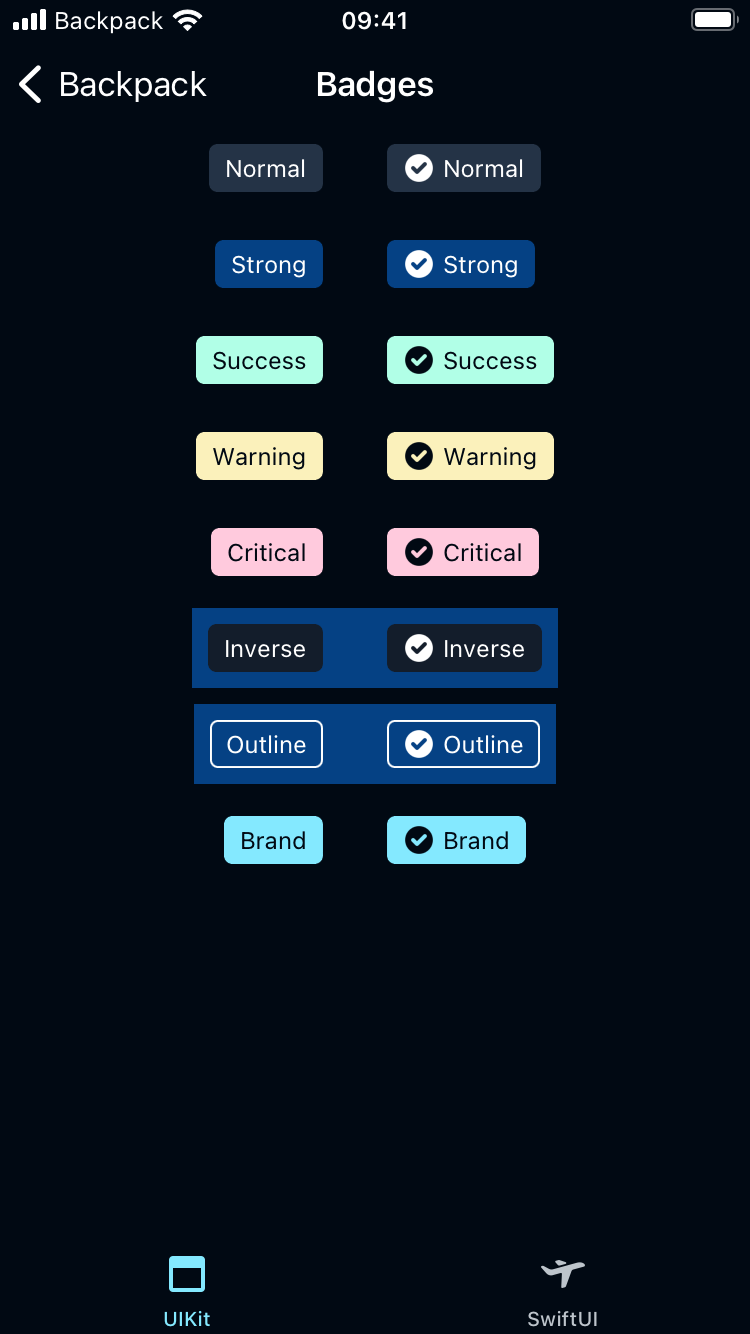 Backpack 09:41
Backpack Badges
Normal Normal
Strong Strong
Success Success
Warning Warning
Critical Critical
Inverse Inverse
Outline Outline
Brand Brand
UIKit SwiftUI